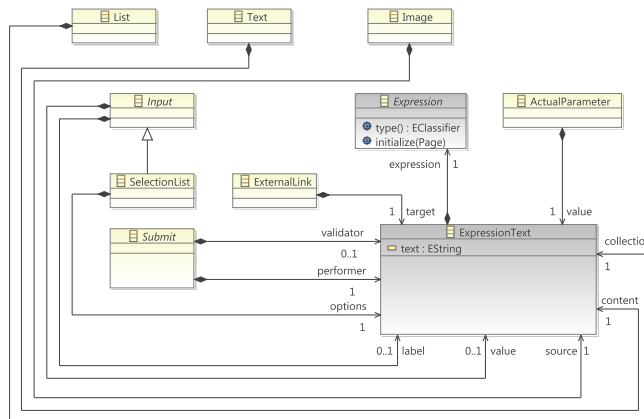 List
Text
Image
Input
Expression
type() : EClassifier
initialize(Page)
ActualParameter
expression 1
SelectionList
ExternalLink
1 target
1 value
Submit
validator
0..1
ExpressionText
text : EString
collectio
1
performer
1
options
1
content
1
0..1 label
0..1 value
source 1